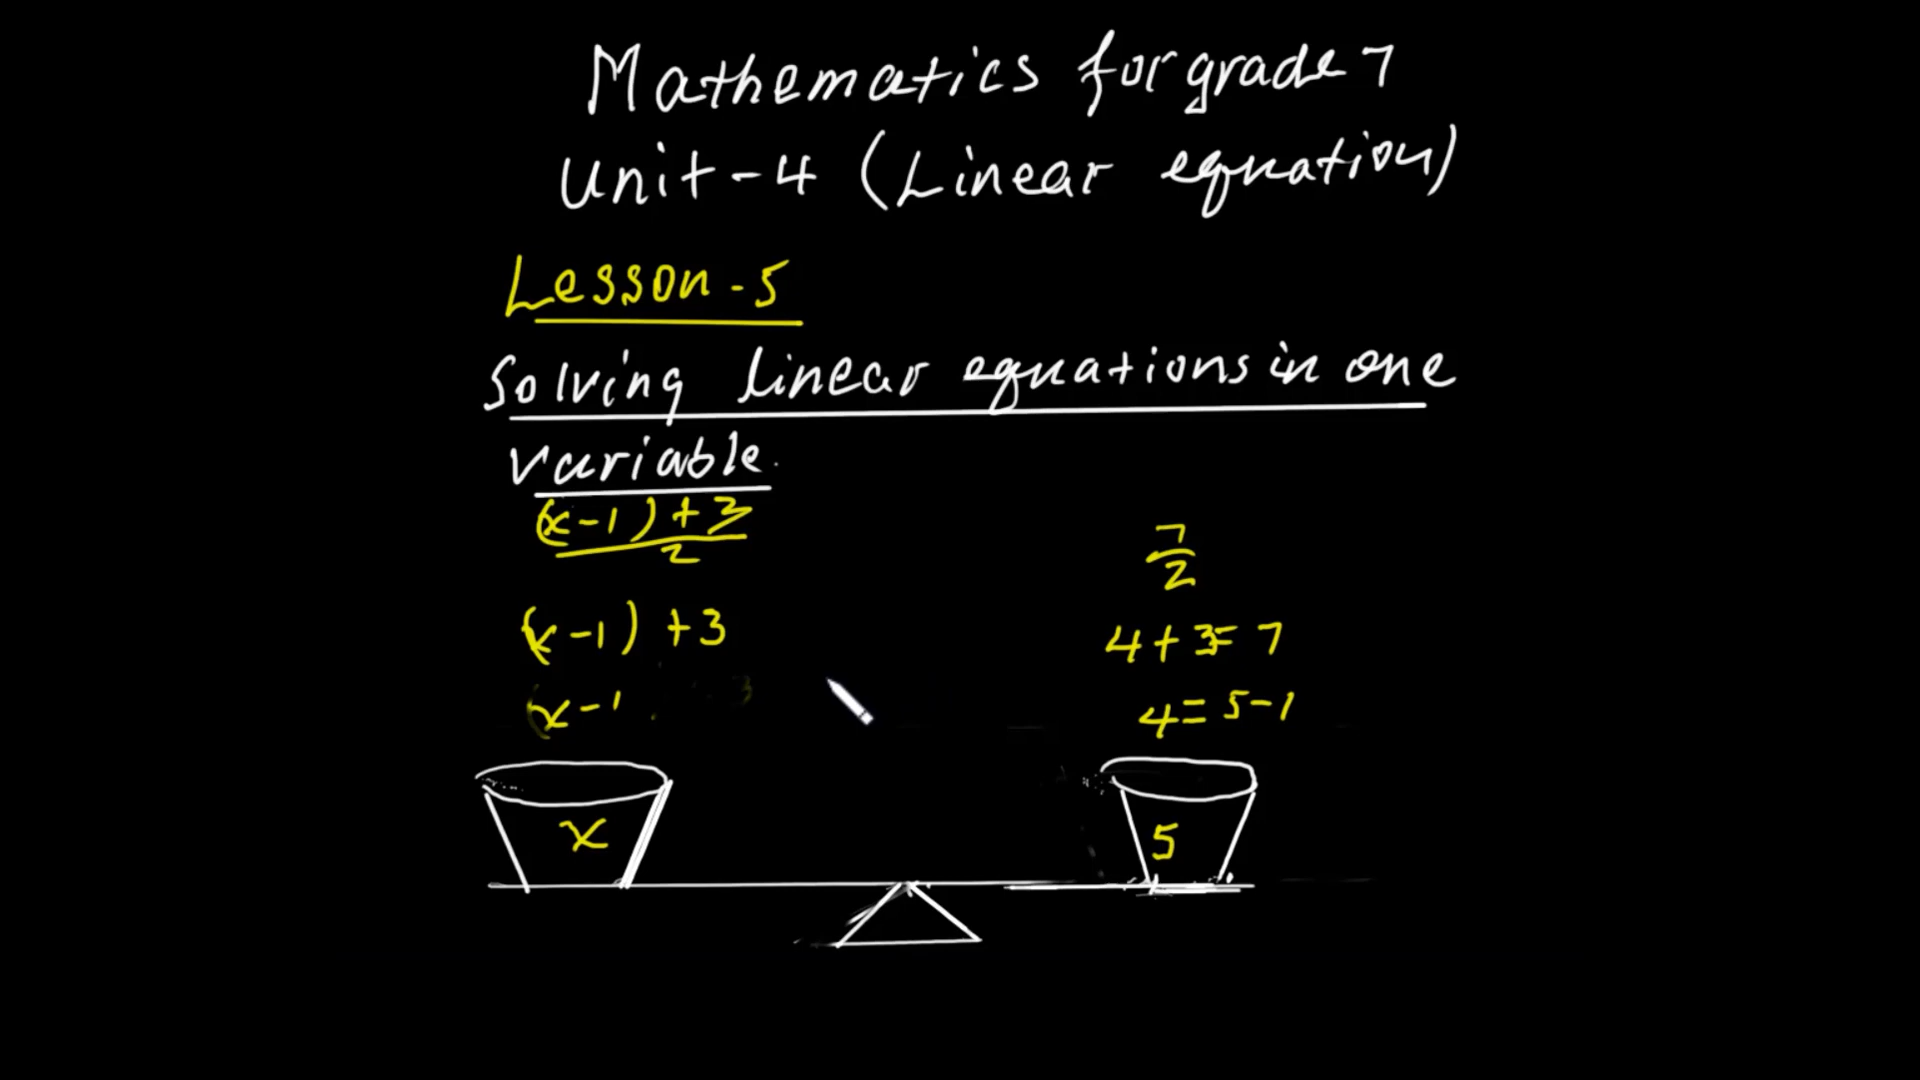 Mathematics for grade 7
Unit-4 (Linear equation)
Lesson-5
Solving linear equations in one
variable.
(x-1)+3
2
7
2
(x-1)+3
4+3=7
x-1
4=5-1
x
5